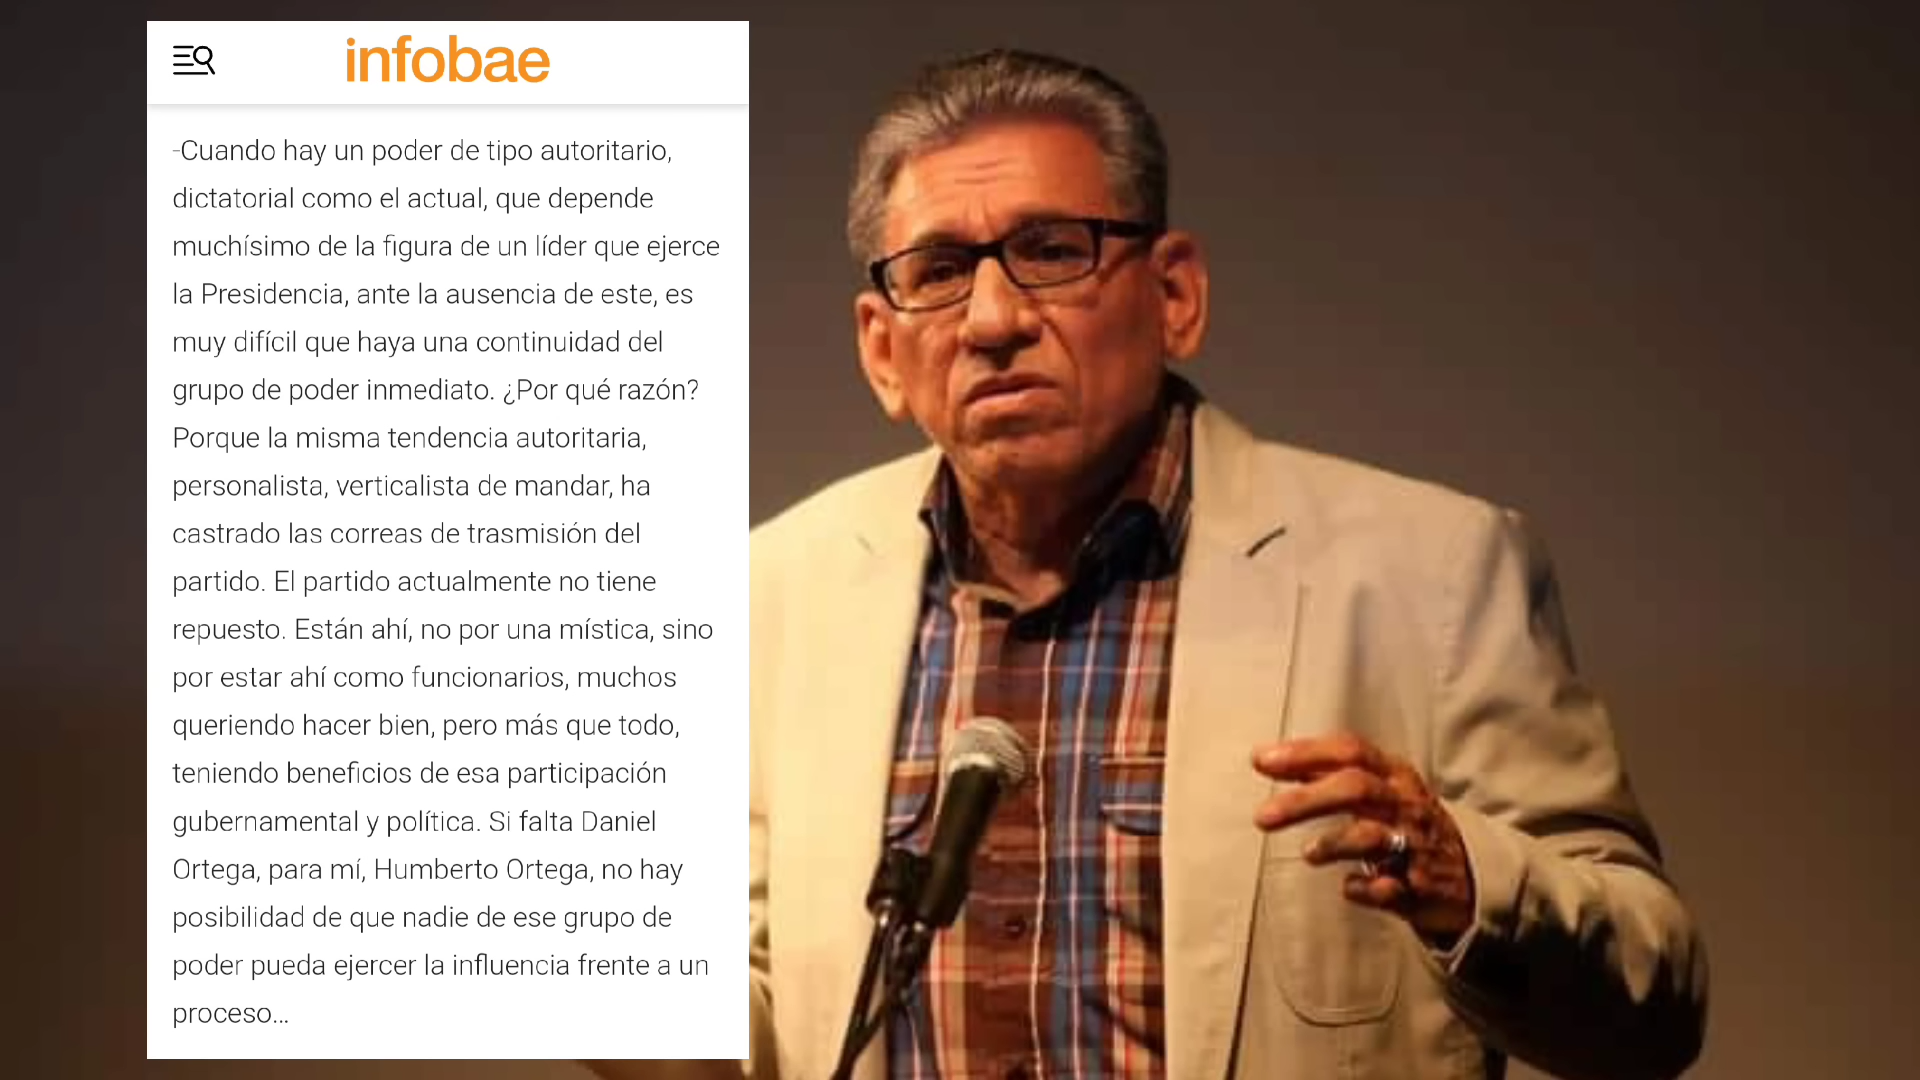 infobae
-Cuando hay un poder de tipo autoritario,
dictatorial como el actual, que depende
muchísimo de la figura de un líder que ejerce
la Presidencia, ante la ausencia de este, es
muy difícil que haya una continuidad del
grupo de poder inmediato. ¿Por qué razón?
Porque la misma tendencia autoritaria,
personalista, verticalista de mandar, ha
castrado las correas de trasmisión del
partido. El partido actualmente no tiene
repuesto. Están ahí, no por una mística, sino
por estar ahí como funcionarios, muchos
queriendo hacer bien, pero más que todo,
teniendo beneficios de esa participación
gubernamental y política. Si falta Daniel
Ortega, para mí, Humberto Ortega, no hay
posibilidad de que nadie de ese grupo de
poder pueda ejercer la influencia frente a un
proceso...